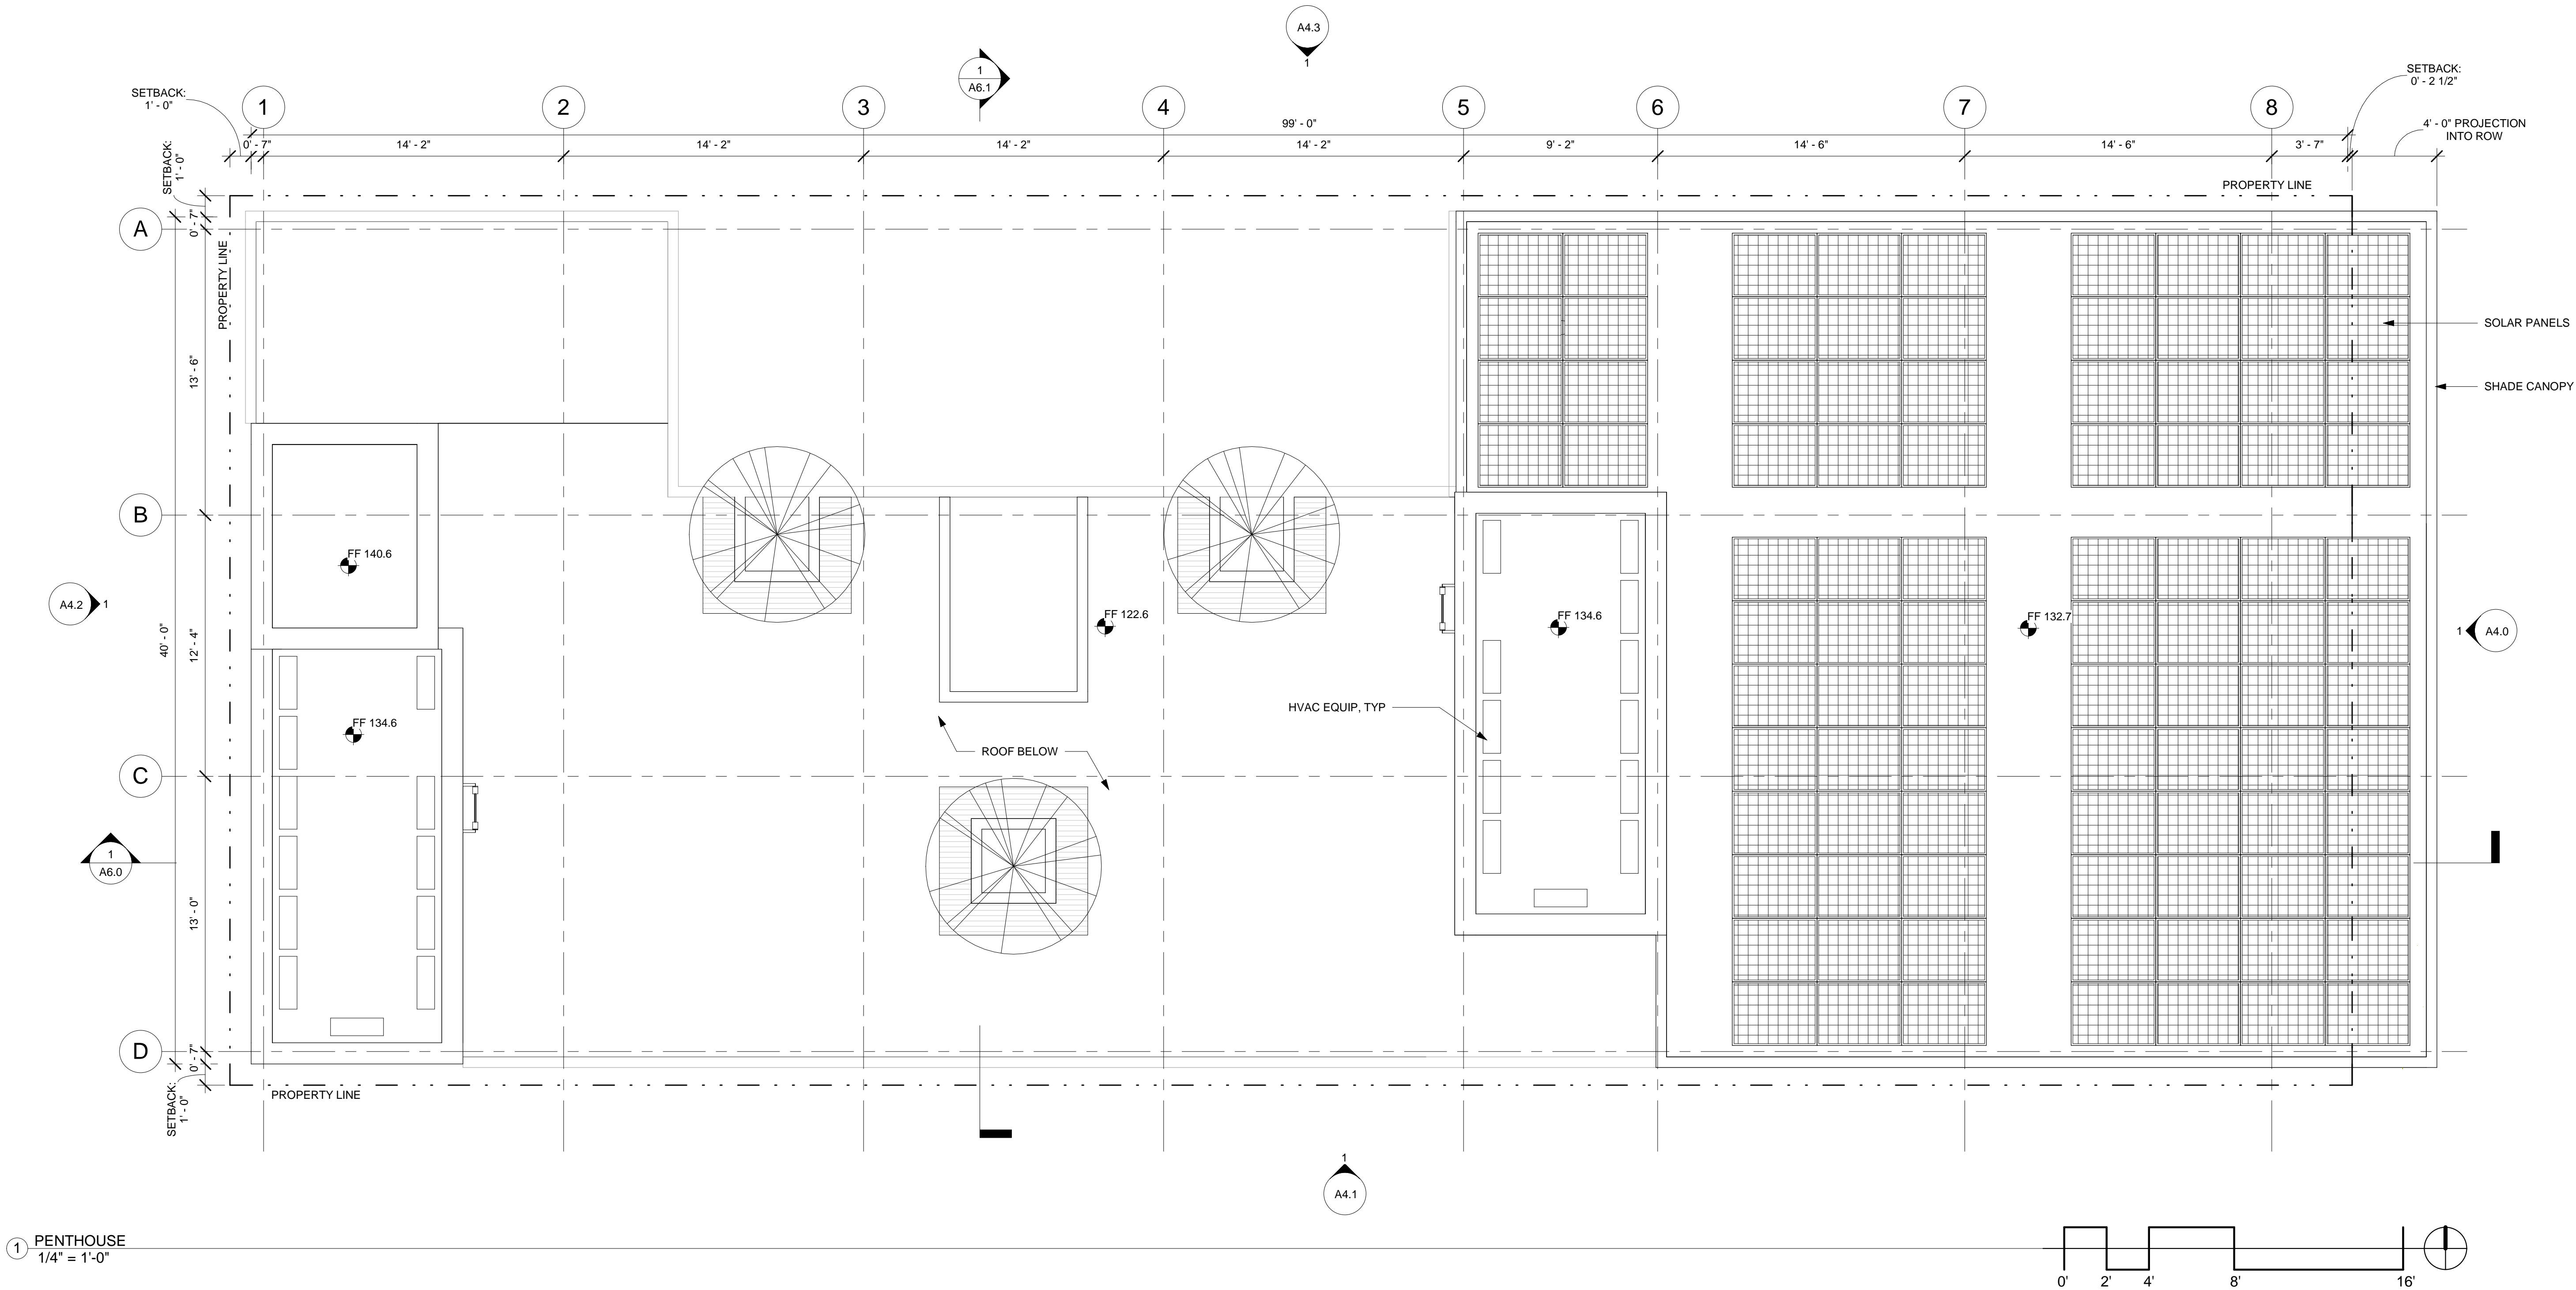 A4.3
1
1
A6.1
SETBACK:
1' - 0"
SETBACK:
0' - 2 1/2"
1
2
3
4
5
6
7
8
99' - 0"
4' - 0" PROJECTION
INTO ROW
0' - 7"
14' - 2"
14' - 2"
14' - 2"
14' - 2"
9' - 2"
14' - 6"
14' - 6"
3' - 7"
SETBACK:
1' - 0"
PROPERTY LINE
A
0' - 7"
PROPERTY LINE
SOLAR PANELS
13' - 6"
SHADE CANOPY
B
FF 140.6
A4.2
1
FF 122.6
FF 134.6
FF 132.7
1
A4.0
40' - 0"
12' - 4"
HVAC EQUIP, TYP
FF 134.6
ROOF BELOW
C
1
A6.0
13' - 0"
D
0' - 7"
SETBACK:
1' - 0"
PROPERTY LINE
1
A4.1
1
PENTHOUSE
1/4" = 1'-0"
0'
2'
4'
8'
16'